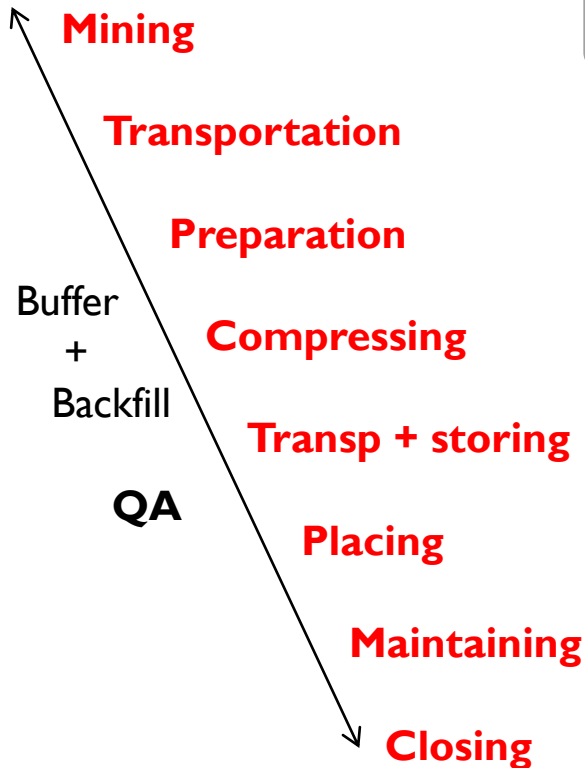 Mining
Transportation
Preparation
Buffer
+
Backfill
Compressing
Transp + storing
QA
Placing
Maintaining
Closing